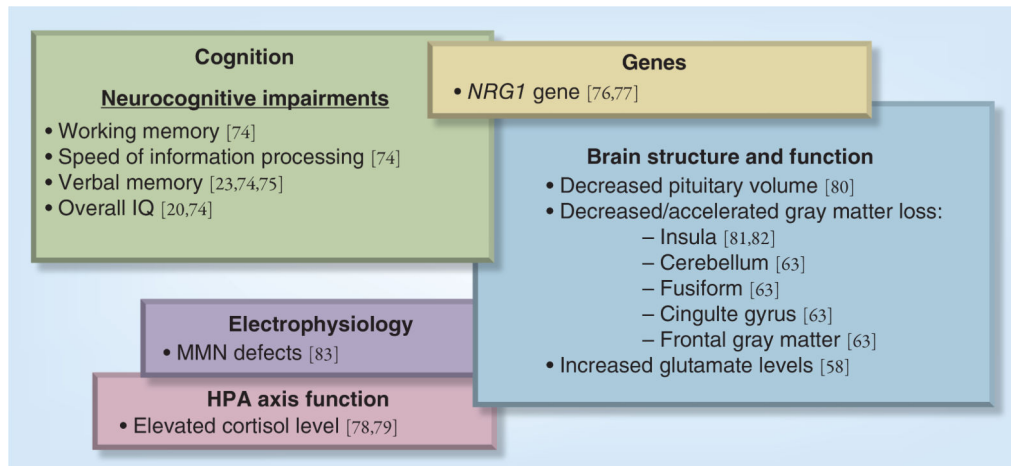 Cognition
Neurocognitive impairments
• Working memory [74]
• Speed of information processing [74]
• Verbal memory [23,74,75]
• Overall IQ [20,74]
Genes
• NRG1 gene [76,77]
Brain structure and function
• Decreased pituitary volume [80]
• Decreased/accelerated gray matter loss:
– Insula [81,82]
– Cerebellum [63]
– Fusiform [63]
– Cingulte gyrus [63]
– Frontal gray matter [63]
• Increased glutamate levels [58]
Electrophysiology
• MMN defects [83]
HPA axis function
• Elevated cortisol level [78,79]